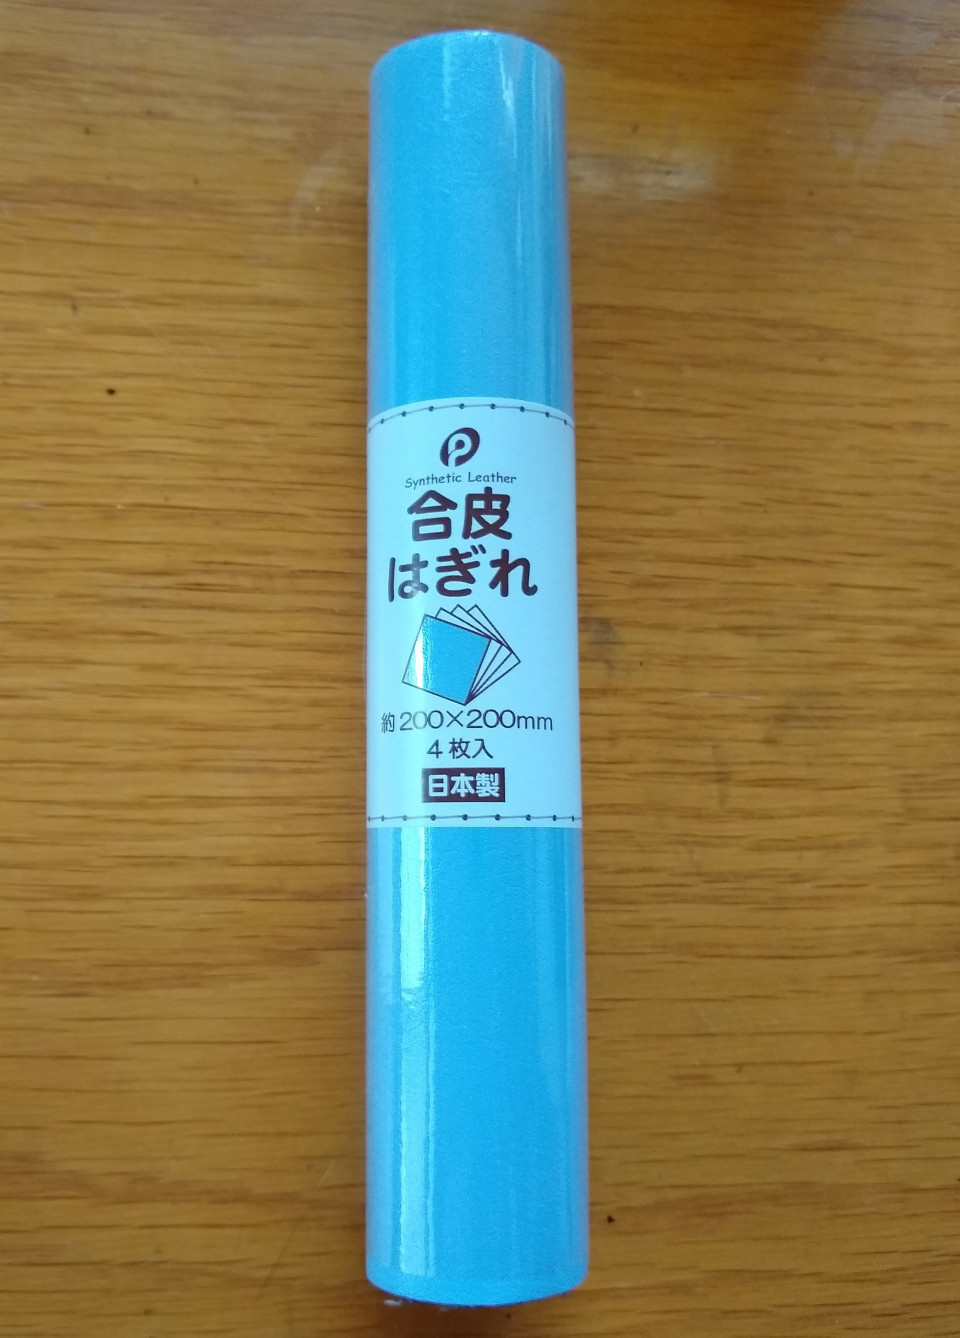 Synthetic Leather
合皮
はぎれ
約200×200mm
4枚入
日本製